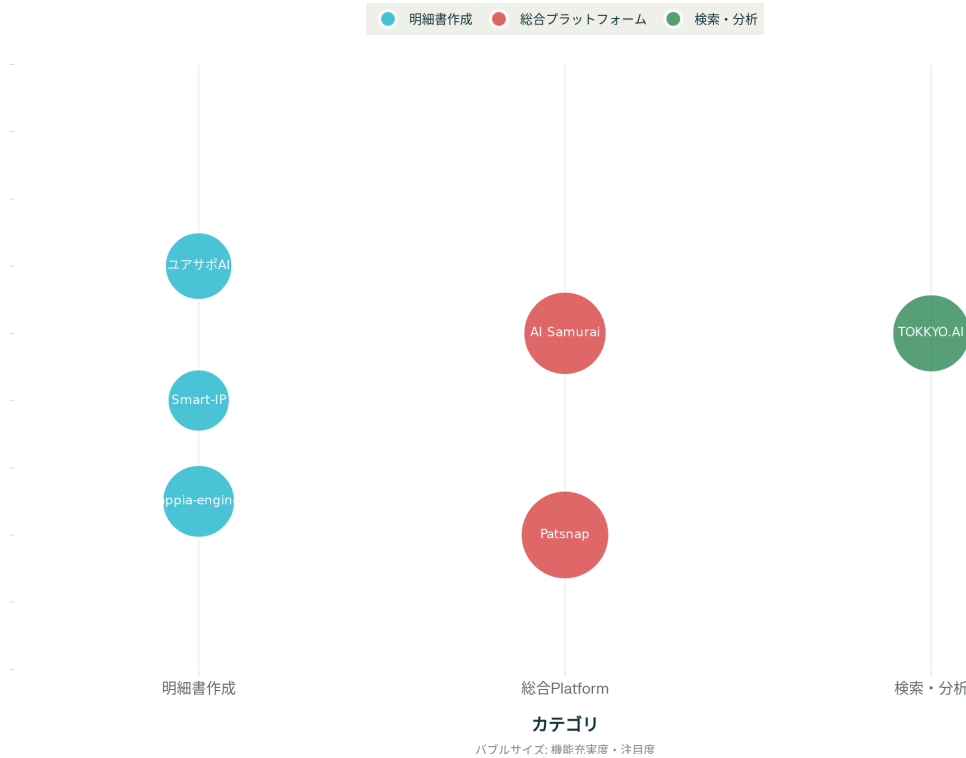 明細書作成 総合プラットフォーム 検索・分析
ユアサポAI
AI Samurai
TOKKYO.AI
Smart-IP
appia-engine
Patsnap
明細書作成 総合Platform 検索・分析
カテゴリ
バブルサイズ: 機能充実度・注目度